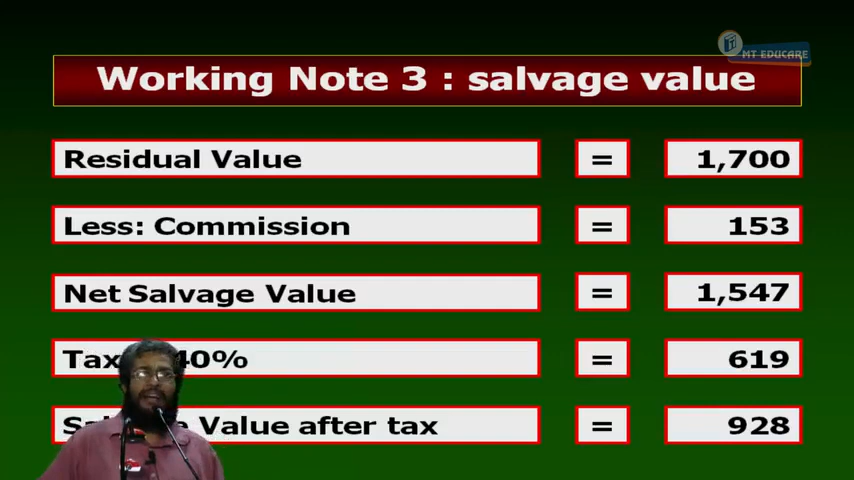 MT EDUCARE
Working Note 3 : salvage value
Residual Value = 1,700
Less: Commission = 153
Net Salvage Value = 1,547
Tax 40% = 619
Value after tax = 928